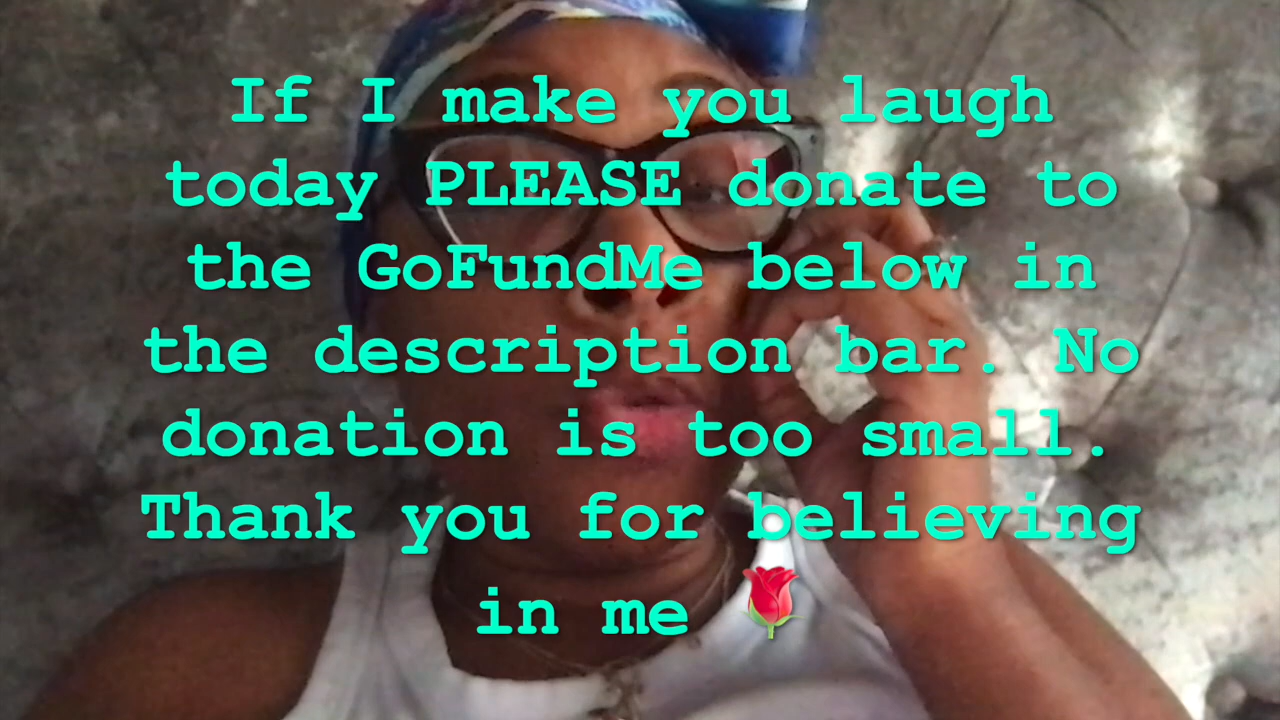 If I make you laugh
today PLEASE donate to
the GoFundMe below in
the description bar. No
donation is too small.
Thank you for believing
in me 🌹